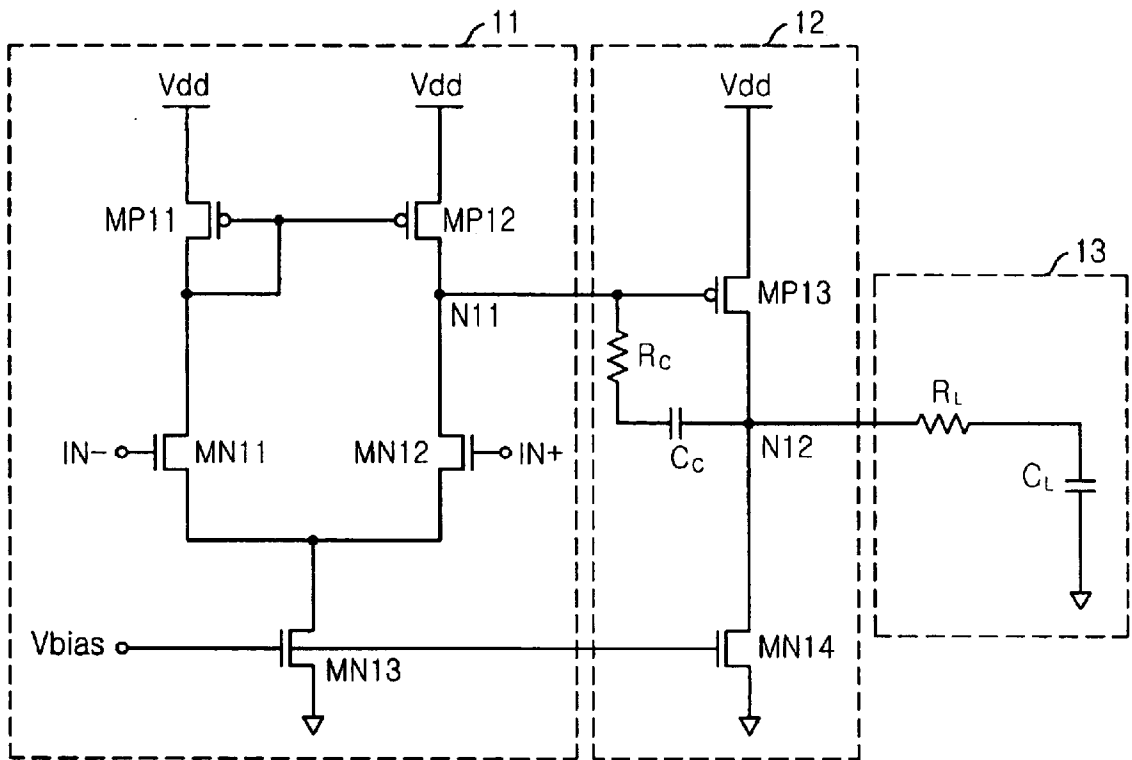 11
12
Vdd
Vdd
Vdd
MP11
MP12
13
N11
MP13
Rc
RL
IN-
MN11
MN12
IN+
Cc
N12
CL
Vbias
MN13
MN14